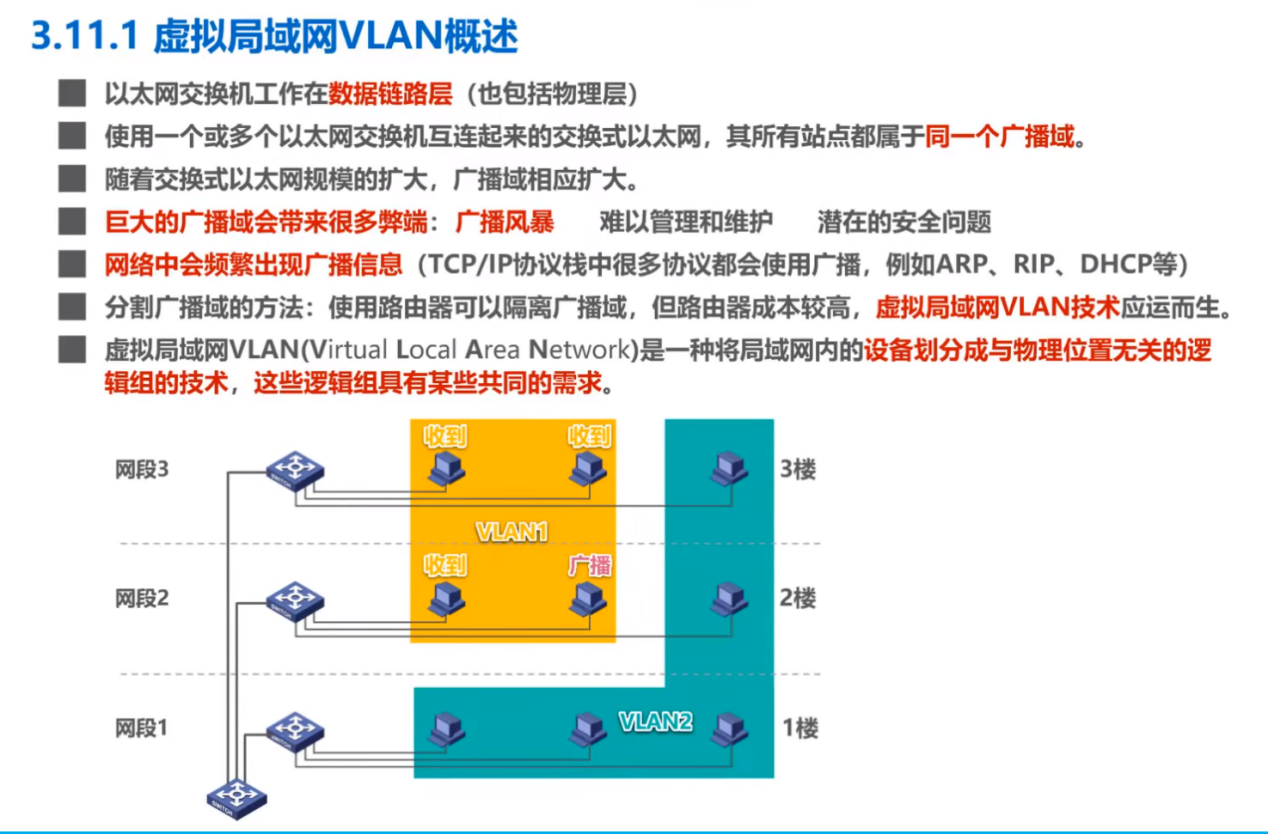 3.11.1 虚拟局域网VLAN概述
以太网交换机工作在数据链路层（也包括物理层）
使用一个或多个以太网交换机互连起来的交换式以太网，其所有站点都属于同一个广播域。
随着交换式以太网规模的扩大，广播域相应扩大。
巨大的广播域会带来很多弊端：广播风暴 难以管理和维护 潜在的安全问题
网络中会频繁出现广播信息（TCP/IP协议栈中很多协议都会使用广播，例如ARP、RIP、DHCP等）
分割广播域的方法：使用路由器可以隔离广播域，但路由器成本较高，虚拟局域网VLAN技术应运而生。
虚拟局域网VLAN(Virtual Local Area Network)是一种将局域网内的设备划分成与物理位置无关的逻
辑组的技术，这些逻辑组具有某些共同的需求。
收到 收到
网段3 SWITCH 3楼
VLAN1
收到 广播
网段2 SWITCH 2楼
VLAN2
网段1 SWITCH 1楼
SWITCH